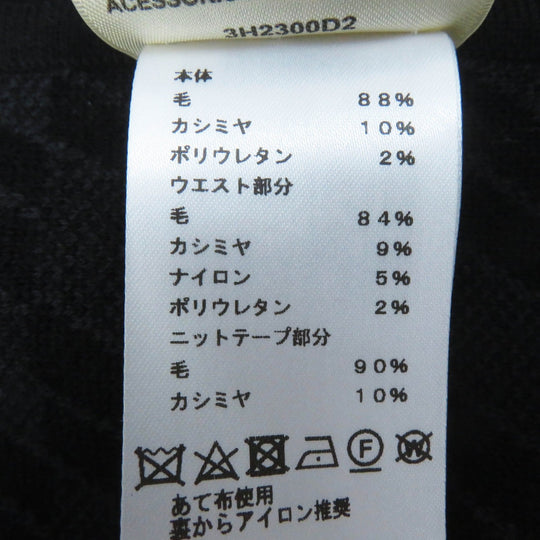 ACESSORI
3H2300D2
本体
毛 88%
カシミヤ 10%
ポリウレタン 2%
ウエスト部分
毛 84%
カシミヤ 9%
ナイロン 5%
ポリウレタン 2%
ニットテープ部分
毛 90%
カシミヤ 10%
F W
あて布使用
裏からアイロン推奨